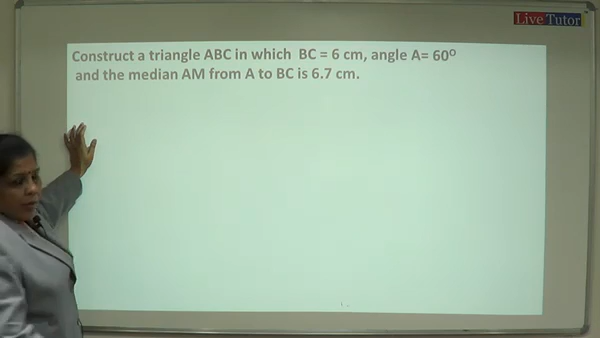 Live Tutor
Construct a triangle ABC in which BC = 6 cm, angle A= 60⁰
and the median AM from A to BC is 6.7 cm.